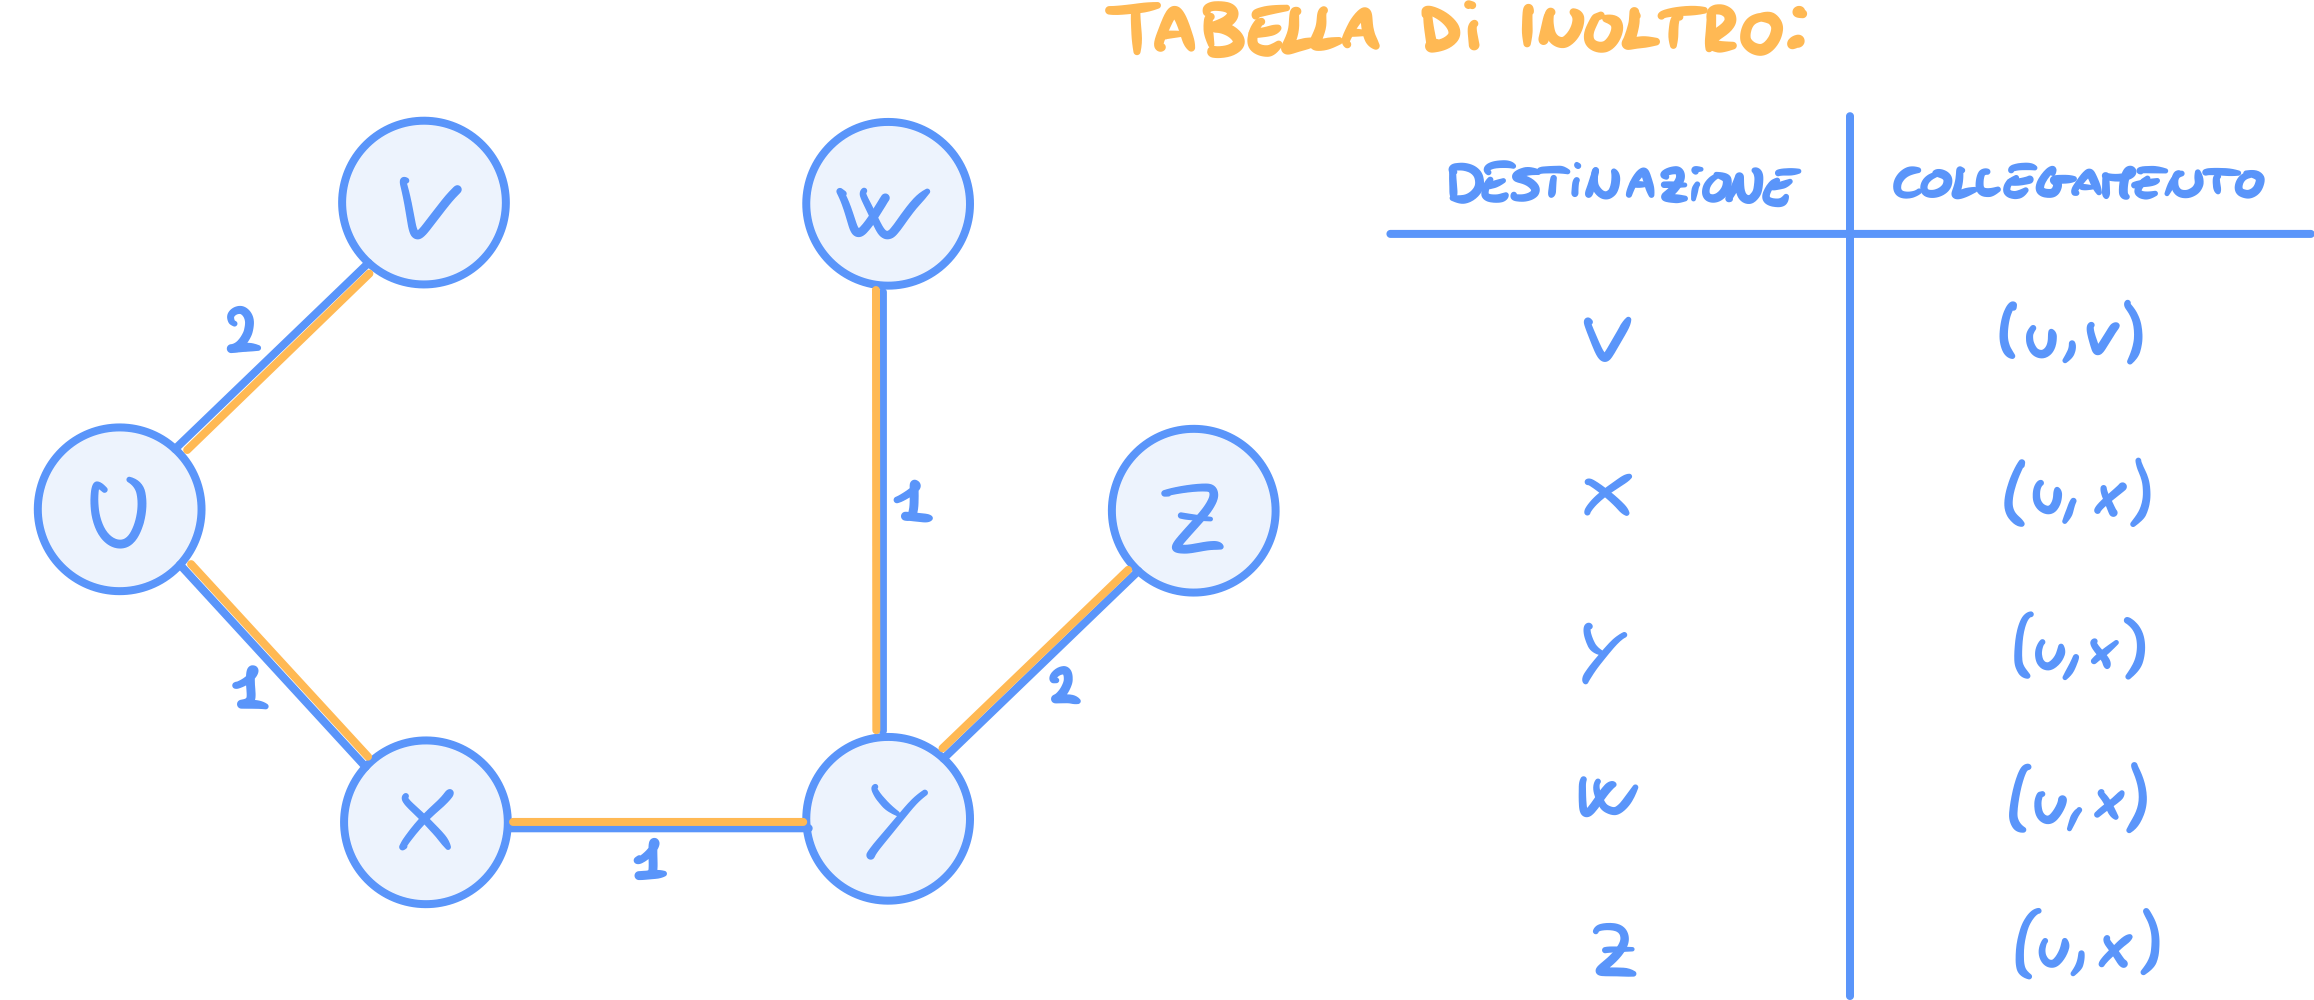 TABELLA Di INOLTRO:
DESTiNAZiONE COLLEGAMENTO
V W
2
V (u,v)
U 1 Z
X (u,x)
1 2
Y (u,x)
X Y
1
W (u,x)
Z (u,x)